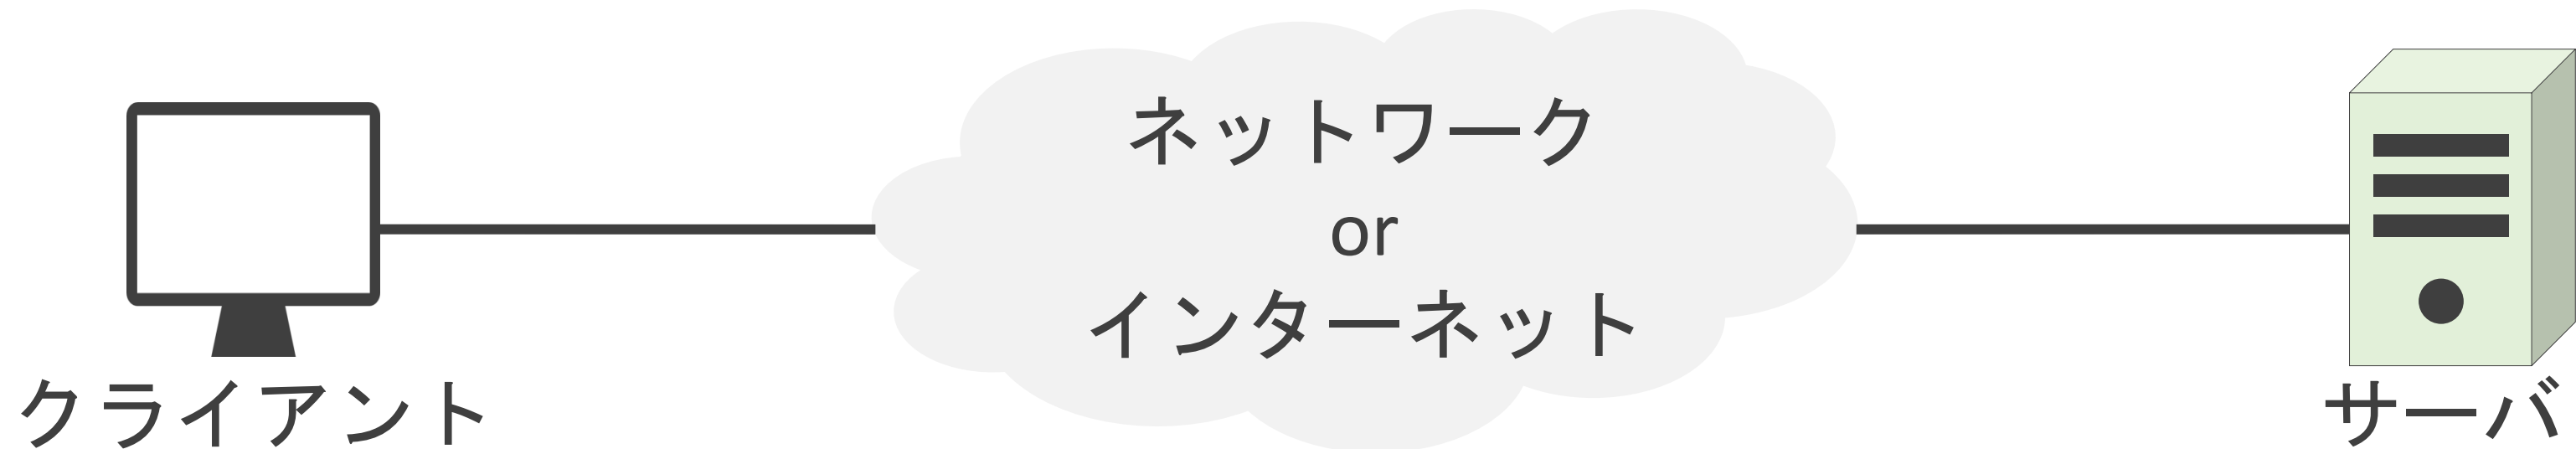 ネットワーク
or
インターネット
クライアント
サーバ